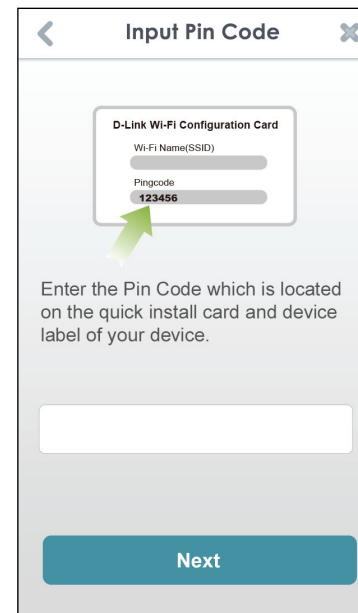 Input Pin Code
D-Link Wi-Fi Configuration Card
Wi-Fi Name(SSID)
Pingcode
123456
Enter the Pin Code which is located
on the quick install card and device
label of your device.
Next